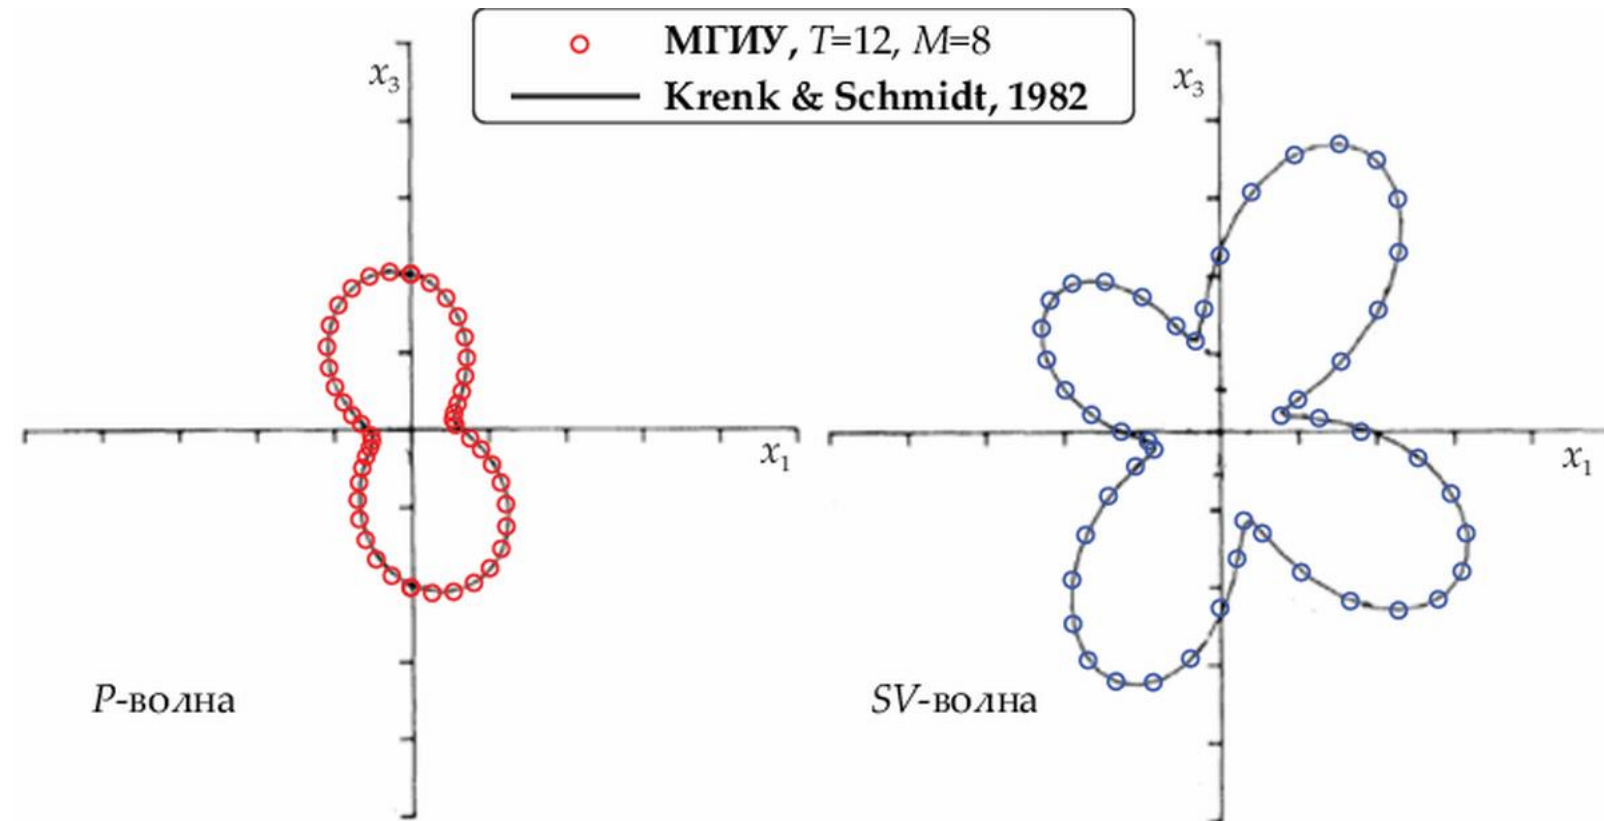 МГИУ, T=12, M=8
Krenk & Schmidt, 1982
x₃
x₁
P-волна
x₃
x₁
SV-волна